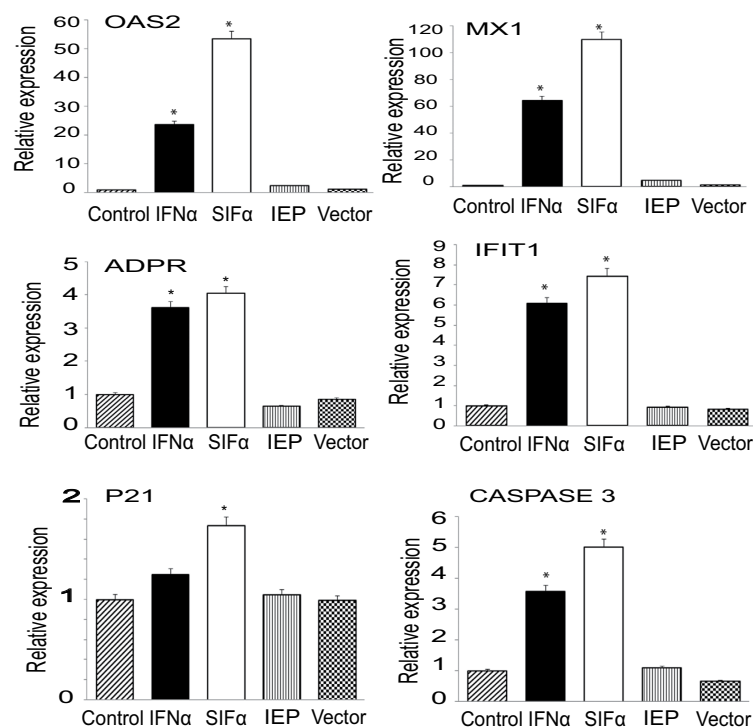 OAS2
*
*
Relative expression
60
50
40
30
20
10
0
Control IFNα SIFα IEP Vector
MX1
*
*
Relative expression
120
100
80
60
40
20
0
Control IFNα SIFα IEP Vector
ADPR
*
*
Relative expression
5
4
3
2
1
0
Control IFNα SIFα IEP Vector
IFIT1
*
*
Relative expression
9
8
7
6
5
4
3
2
1
0
Control IFNα SIFα IEP Vector
P21
*
Relative expression
2
1
0
Control IFNα SIFα IEP Vector
CASPASE 3
*
*
Relative expression
6
5
4
3
2
1
0
Control IFNα SIFα IEP Vector